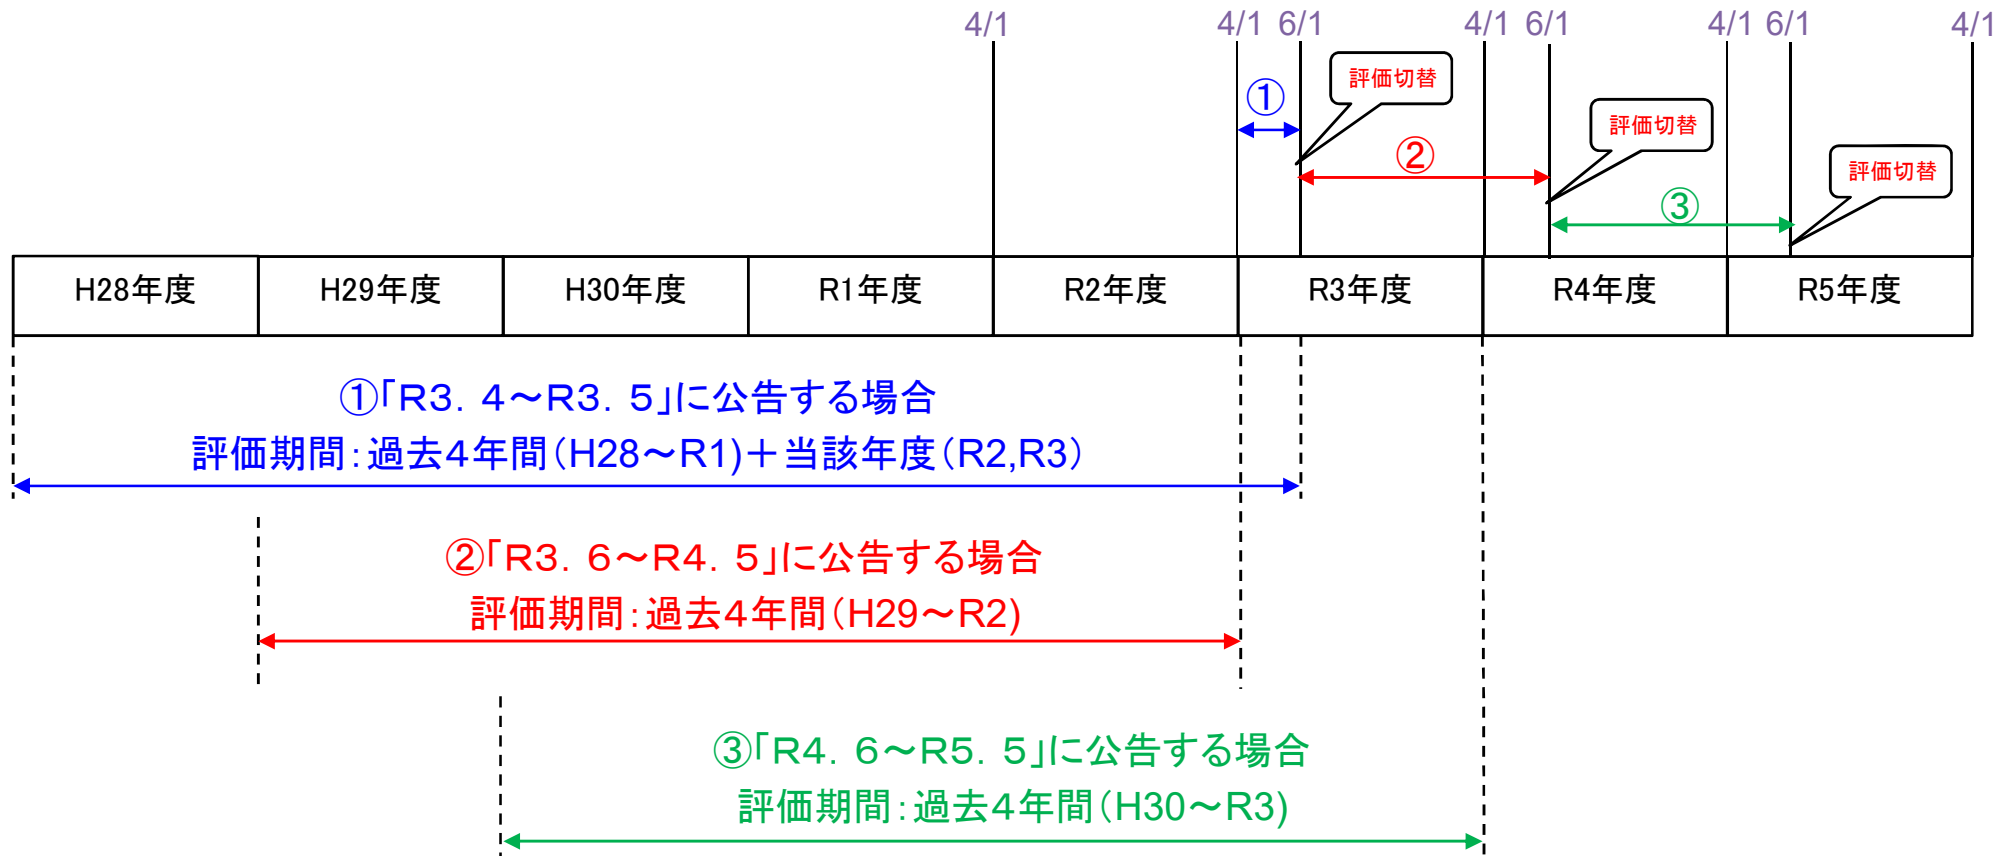 4/1 4/1 6/1 4/1 6/1 4/1 6/1 4/1
評価切替
①
評価切替
②
評価切替
③
H28年度 H29年度 H30年度 R1年度 R2年度 R3年度 R4年度 R5年度
①「R3．4～R3．5」に公告する場合
評価期間：過去4年間(H28～R1)＋当該年度(R2,R3)
②「R3．6～R4．5」に公告する場合
評価期間：過去4年間(H29～R2)
③「R4．6～R5．5」に公告する場合
評価期間：過去4年間(H30～R3)